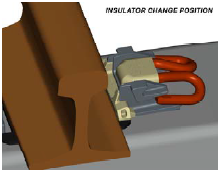 INSULATOR CHANGE POSITION